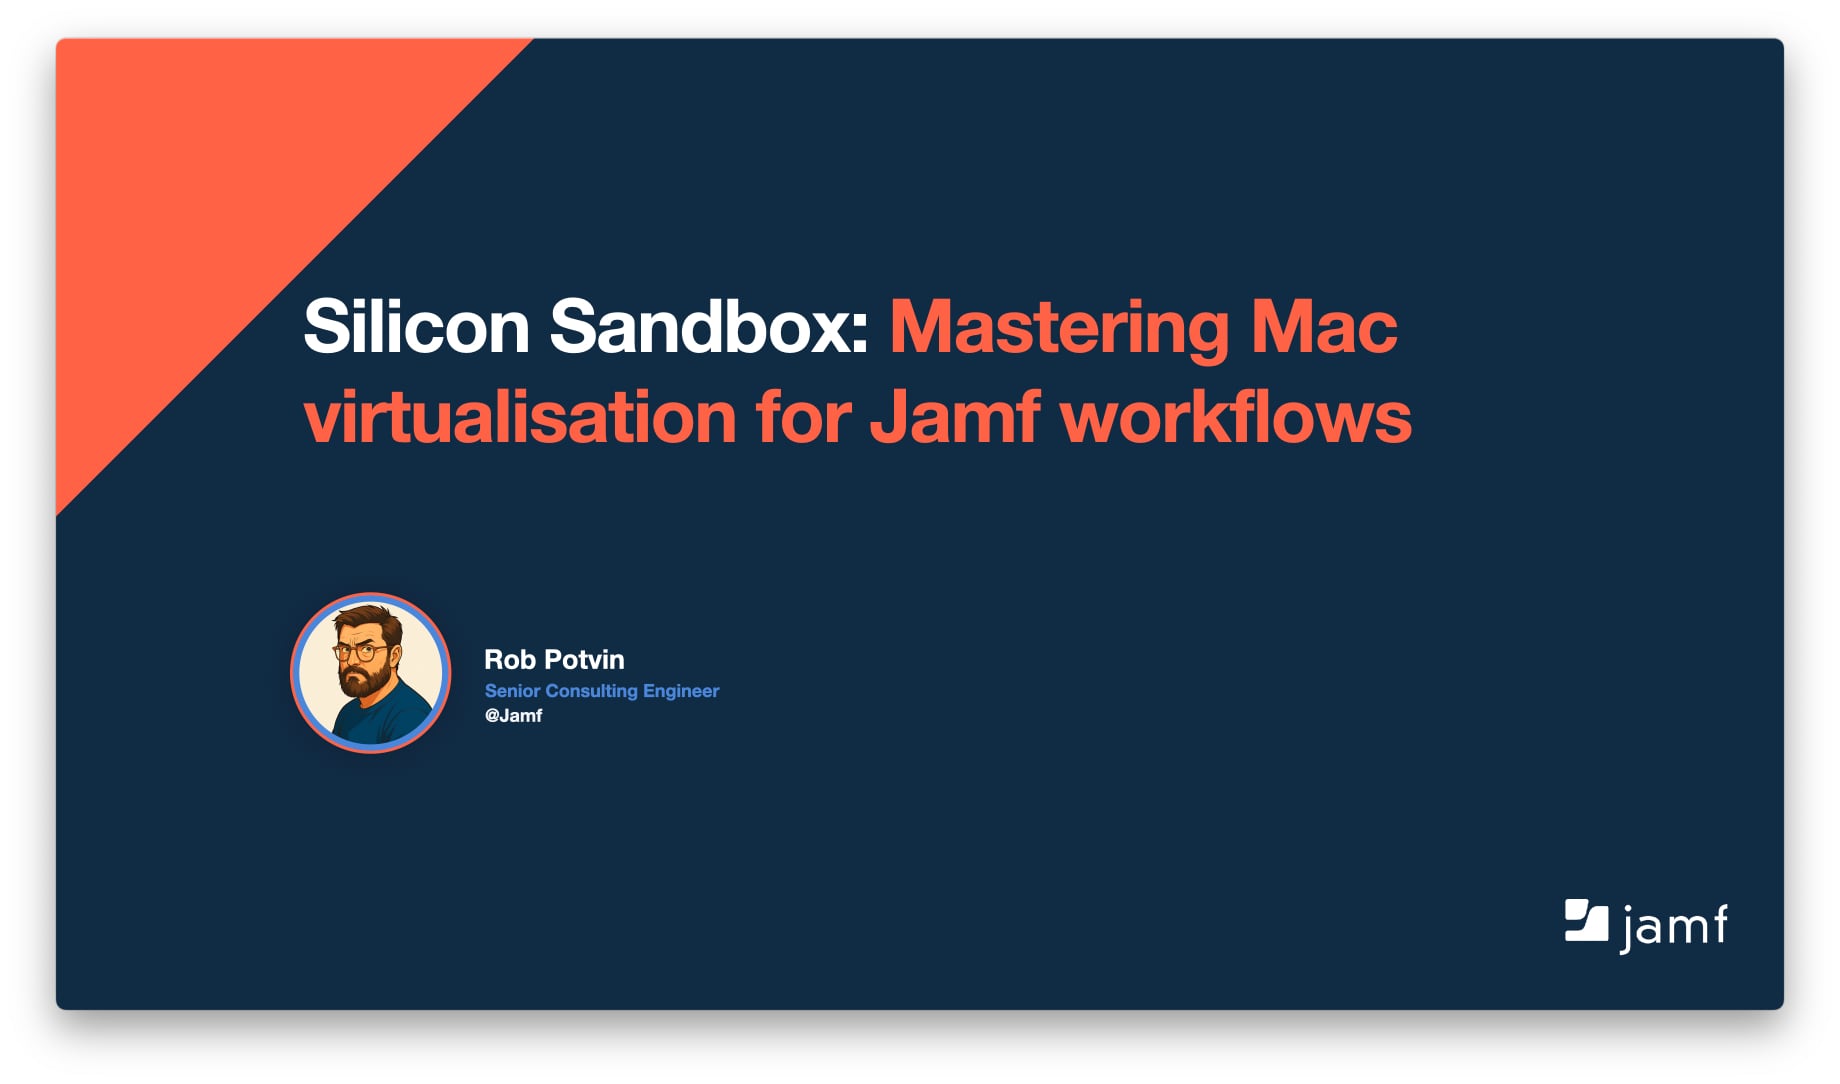 Silicon Sandbox: Mastering Mac
virtualisation for Jamf workflows
Rob Potvin
Senior Consulting Engineer
@Jamf
jamf